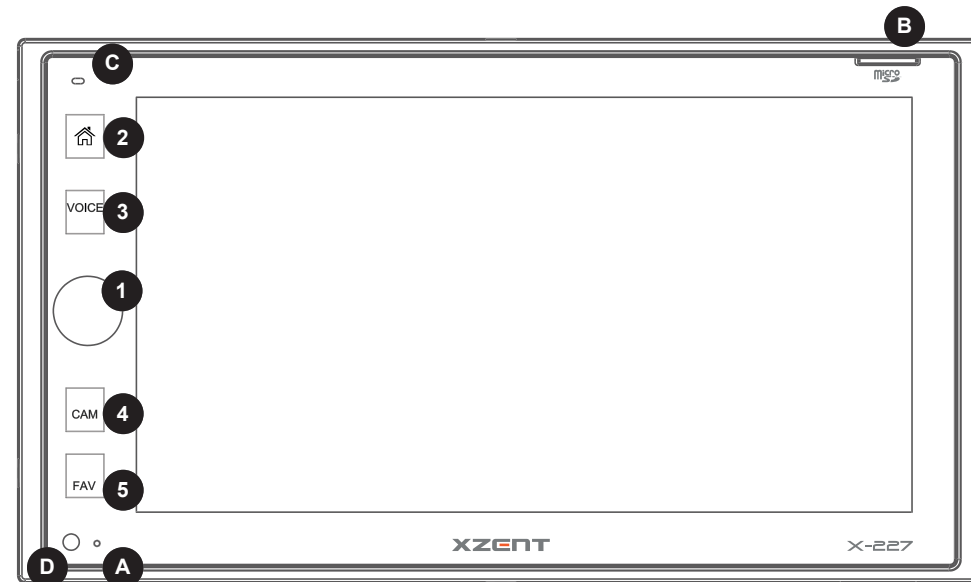 B
C
micro
SD
2
VOICE 3
1
CAM 4
FAV 5
XZENT X-227
D A